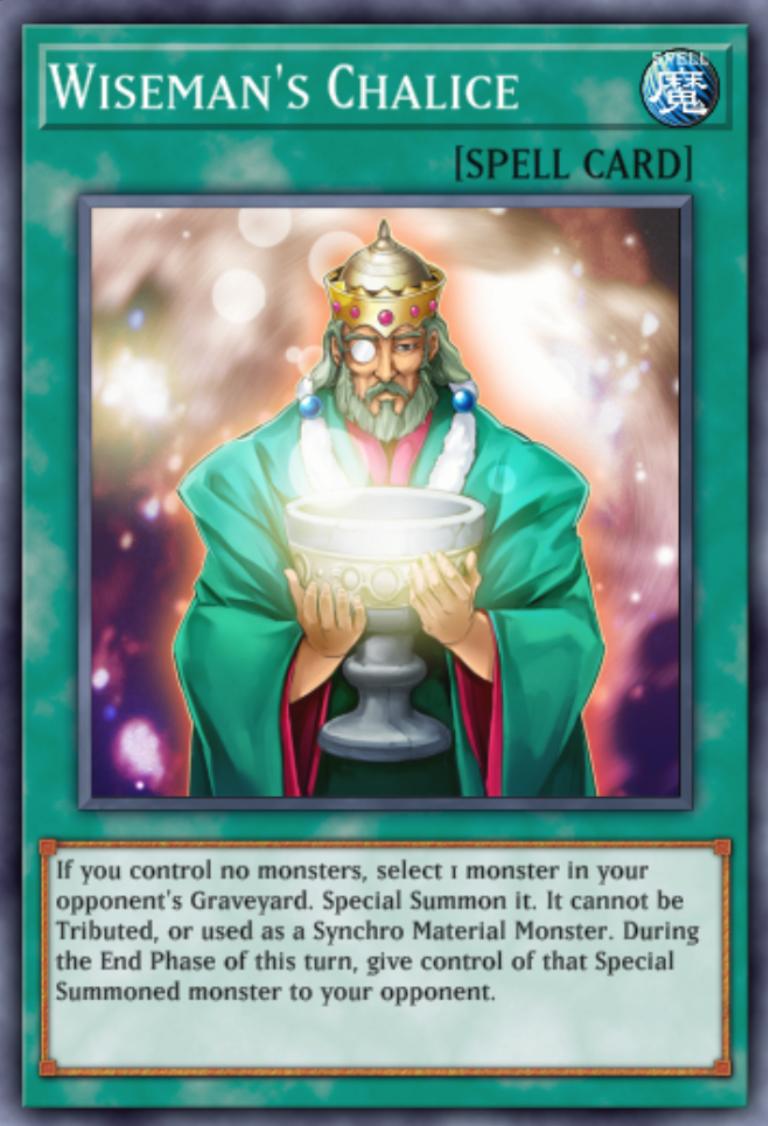 Wiseman's Chalice
SPELL
魔
[SPELL CARD]
If you control no monsters, select 1 monster in your
opponent's Graveyard. Special Summon it. It cannot be
Tributed, or used as a Synchro Material Monster. During
the End Phase of this turn, give control of that Special
Summoned monster to your opponent.